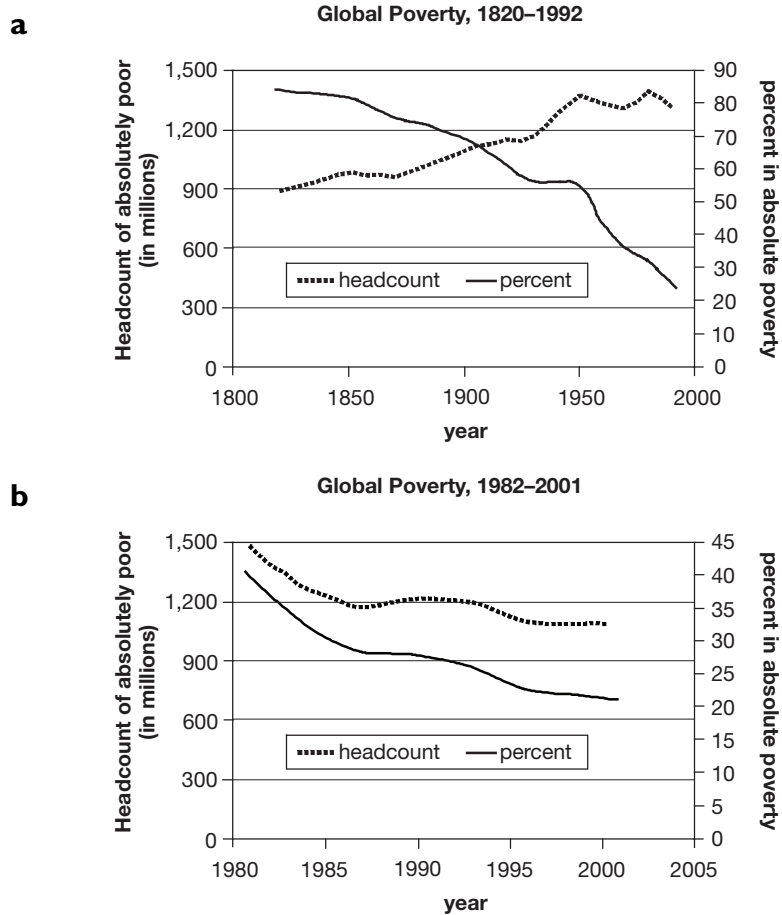 a
Global Poverty, 1820–1992
Headcount of absolutely poor
(in millions)
1,500
1,200
900
600
300
0
90
80
70
60
50
40
30
20
10
0
percent in absolute poverty
headcount percent
1800 1850 1900 1950 2000
year
b
Global Poverty, 1982–2001
Headcount of absolutely poor
(in millions)
1,500
1,200
900
600
300
0
45
40
35
30
25
20
15
10
5
0
percent in absolute poverty
headcount percent
1980 1985 1990 1995 2000 2005
year